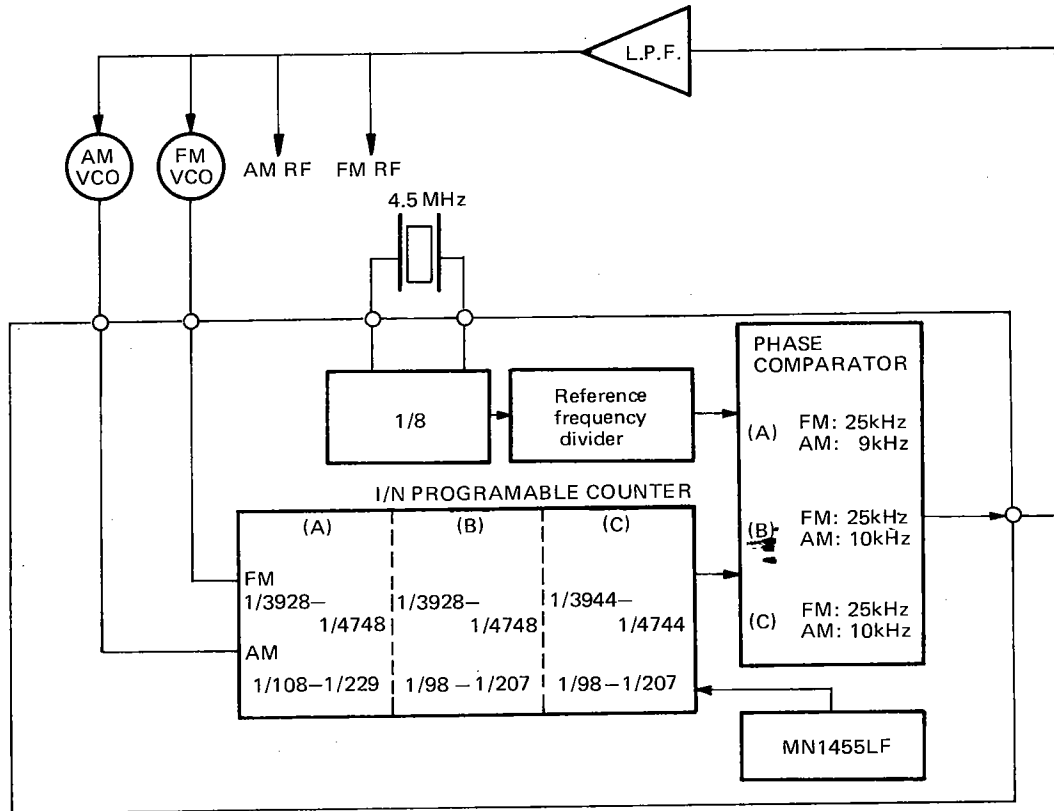 L.P.F.
AM
VCO
FM
VCO
AM RF
FM RF
4.5 MHz
1/8
Reference
frequency
divider
PHASE
COMPARATOR
(A) FM: 25kHz
AM: 9kHz
(B) FM: 25kHz
AM: 10kHz
(C) FM: 25kHz
AM: 10kHz
I/N PROGRAMABLE COUNTER
(A) (B) (C)
FM
1/3928– 1/3928– 1/3944–
1/4748 1/4748 1/4744
AM
1/108–1/229 1/98 –1/207 1/98 –1/207
MN1455LF